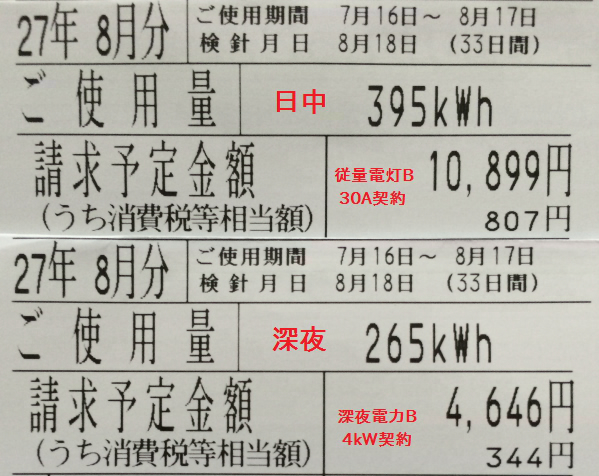 27年 8月分 ご使用期間 7月16日～ 8月17日
検針月日 8月18日 (33日間)
ご使用量 日中 395kWh
請求予定金額 従量電灯B 10,899円
30A契約
(うち消費税等相当額) 807円
27年 8月分 ご使用期間 7月16日～ 8月17日
検針月日 8月18日 (33日間)
ご使用量 深夜 265kWh
請求予定金額 深夜電力B 4,646円
4kW契約
(うち消費税等相当額) 344円